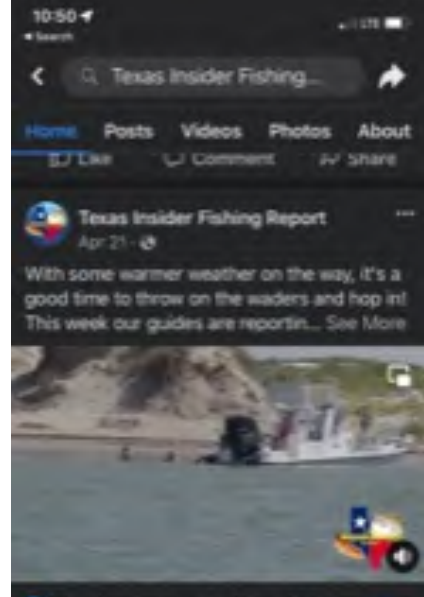 10:50
Search
LTE
Texas Insider Fishing...
Home Posts Videos Photos About
Like Comment Share
Texas Insider Fishing Report
Apr 21
With some warmer weather on the way, it's a
good time to throw on the waders and hop in!
This week our guides are reportin... See More